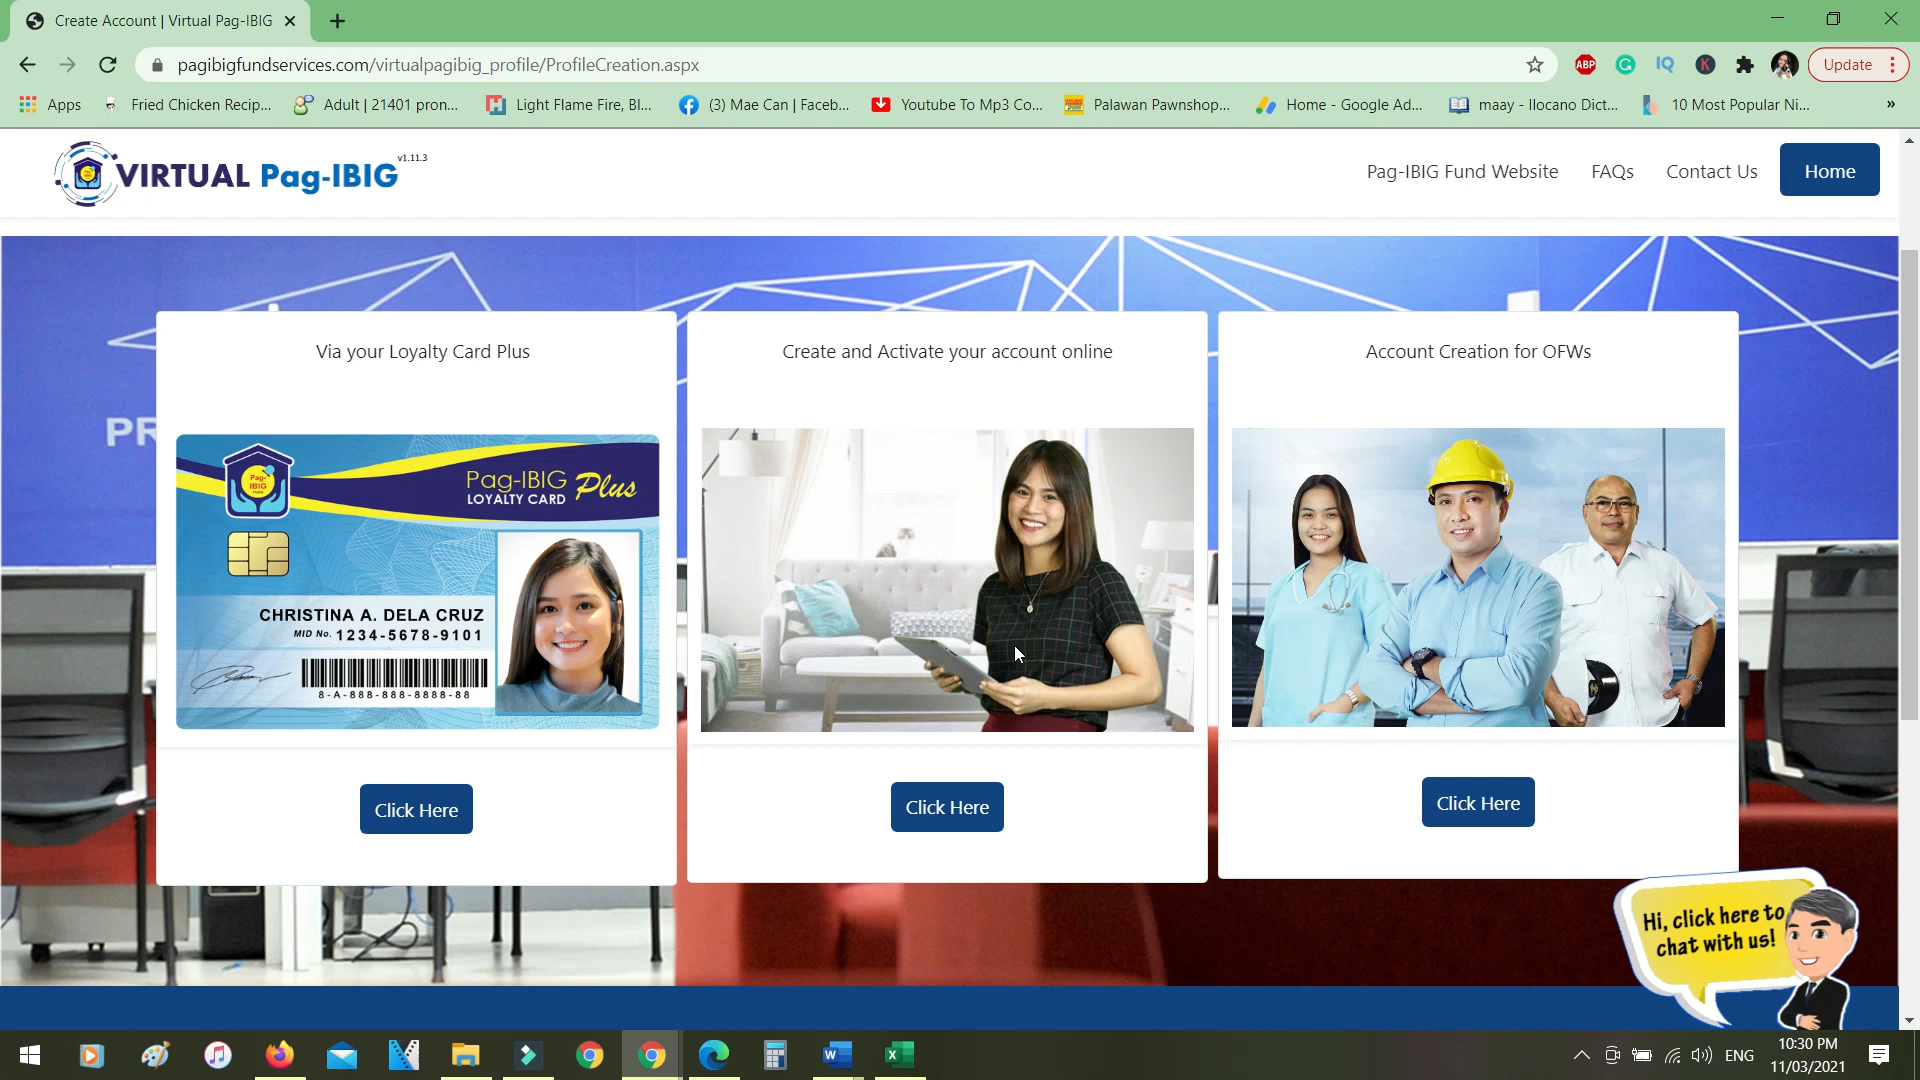 Create Account | Virtual Pag-IBIG
pagibigfundservices.com/virtualpagibig_profile/ProfileCreation.aspx
ABP
IQ
K
Update
Apps
Fried Chicken Recip...
Adult | 21401 pron...
Light Flame Fire, Bl...
(3) Mae Can | Faceb...
Youtube To Mp3 Co...
Palawan Pawnshop...
Home - Google Ad...
maay - Ilocano Dict...
10 Most Popular Ni...
»
VIRTUAL Pag-IBIG
v1.11.3
Pag-IBIG Fund Website
FAQs
Contact Us
Home
PR
Via your Loyalty Card Plus
Pag-IBIG
LOYALTY CARD Plus
Pag-
IBIG
CHRISTINA A. DELA CRUZ
MID No. 1234-5678-9101
8-A-888-888-8888-88
Click Here
Create and Activate your account online
Click Here
Account Creation for OFWs
Click Here
Hi, click here to
chat with us!
W
X
ENG
10:30 PM
11/03/2021